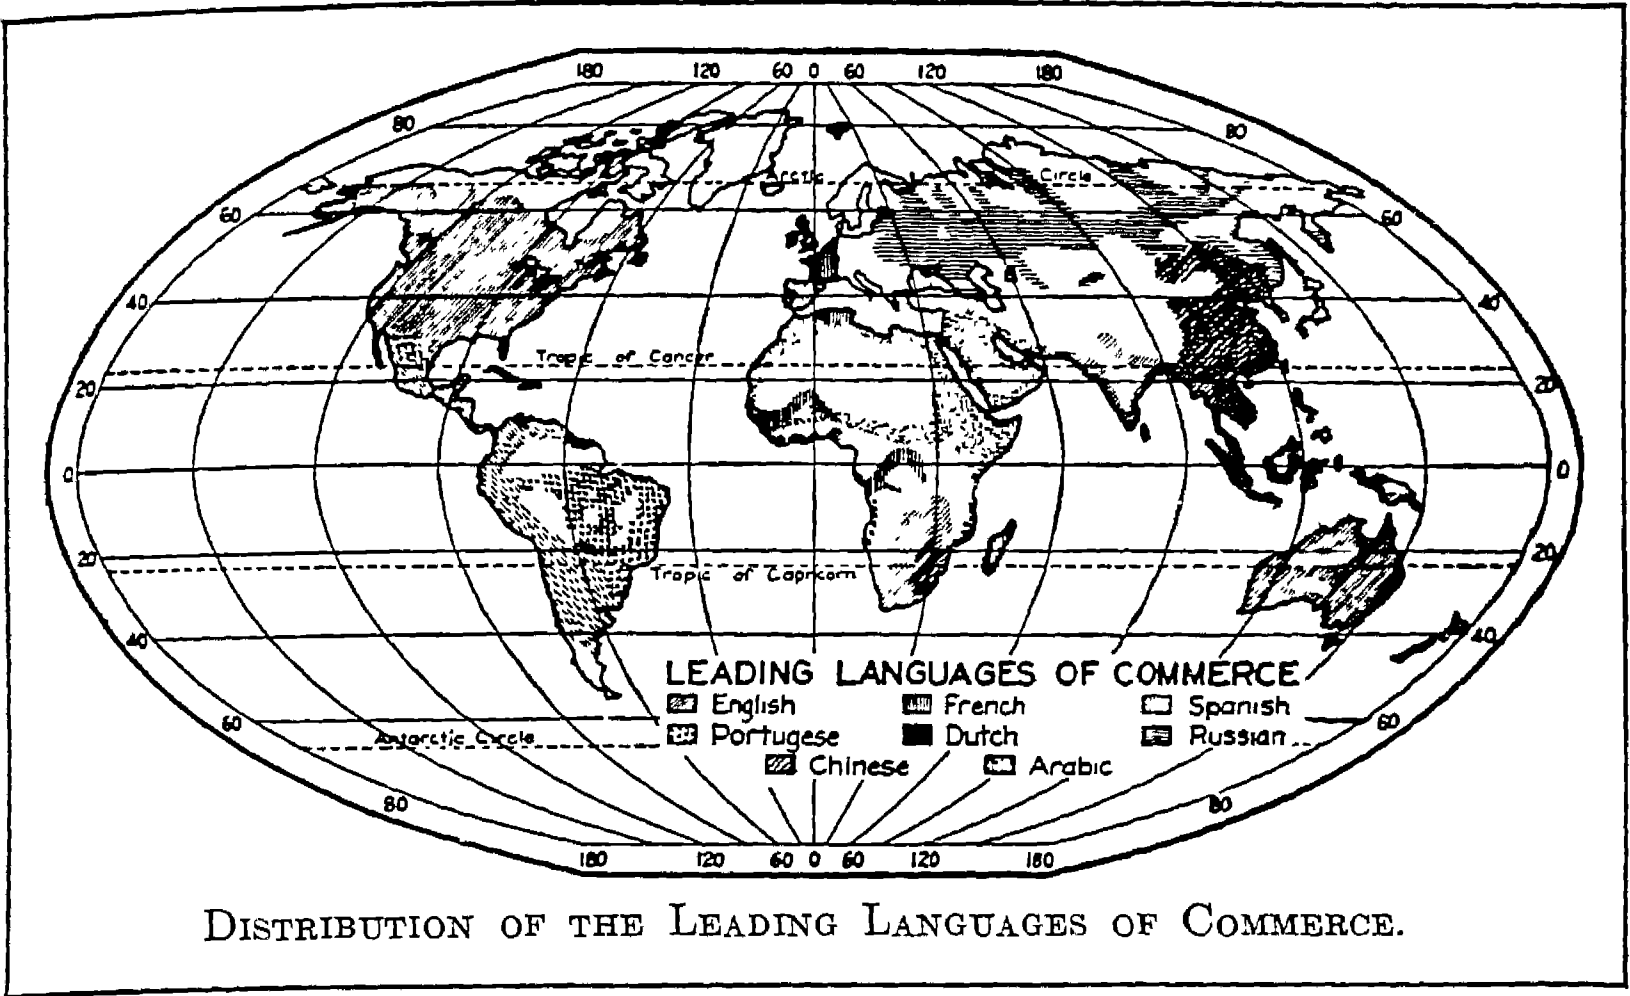 180 120 60 0 60 120 180
80 80
Arctic Circle
60 60
40 40
Tropic of Cancer
20 20
0 0
20 20
Tropic of Capricorn
40 40
LEADING LANGUAGES OF COMMERCE
English French Spanish
60 60
Portugese Dutch Russian
Antarctic Circle
Chinese Arabic
80 80
180 120 60 0 60 120 180
DISTRIBUTION OF THE LEADING LANGUAGES OF COMMERCE.